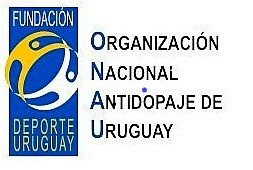 FUNDACIÓN
DEPORTE
URUGUAY
ORGANIZACIÓN
NACIONAL
ANTIDOPAJE DE
URUGUAY